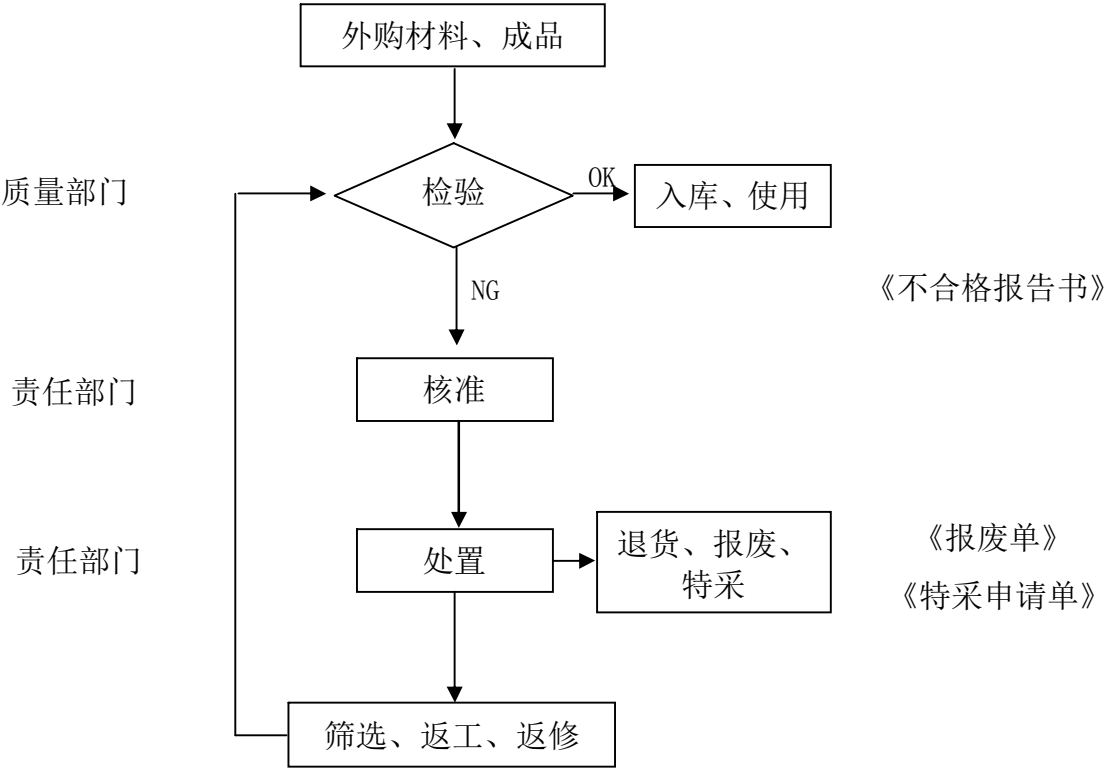 外购材料、成品
质量部门
检验
OK
入库、使用
NG
《不合格报告书》
责任部门
核准
责任部门
处置
退货、报废、
特采
《报废单》
《特采申请单》
筛选、返工、返修